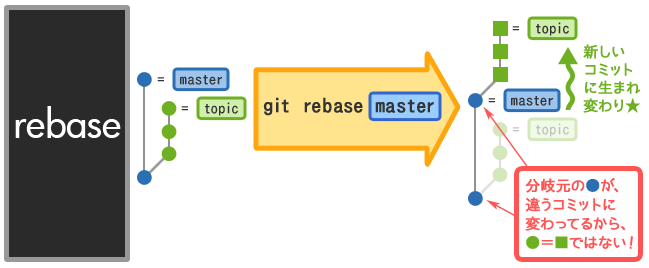 rebase
= master
= topic
git rebase master
= topic
= master
= topic
新しい
コミット
に生まれ
変わり★
分岐元の●が、
違うコミットに
変わってるから、
●＝■ではない！